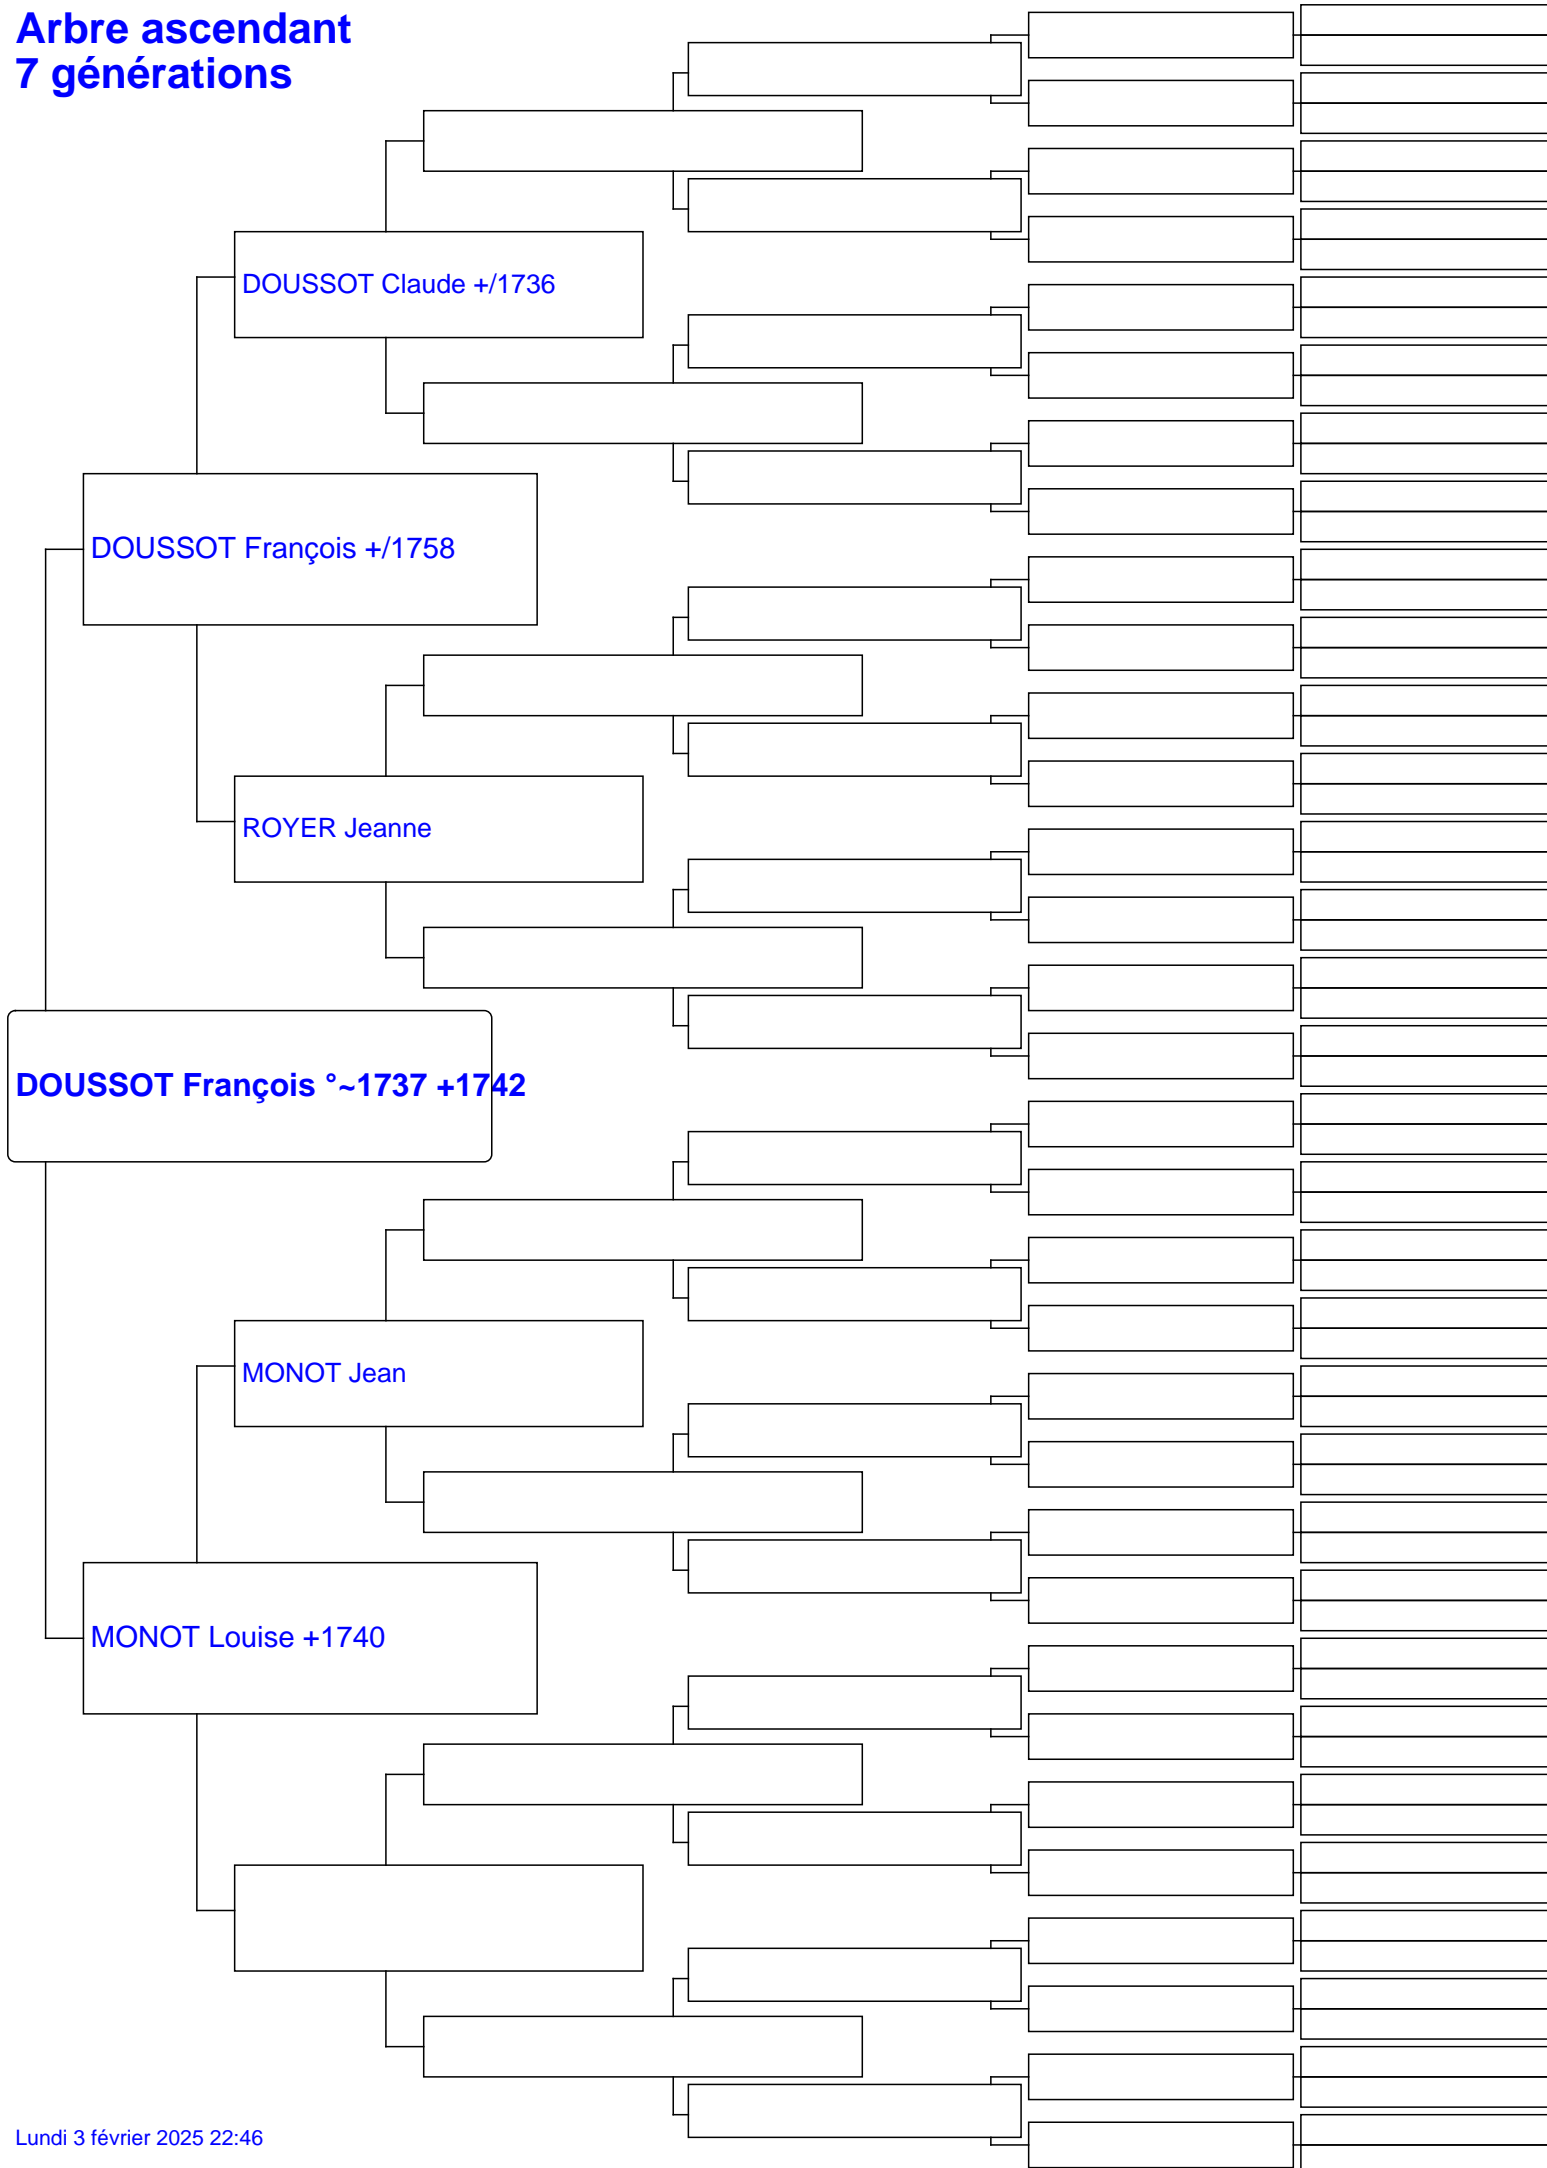 Arbre ascendant
7 générations
DOUSSOT Claude +/1736
DOUSSOT François +/1758
ROYER Jeanne
DOUSSOT François °~1737 +1742
MONOT Jean
MONOT Louise +1740
Lundi 3 février 2025 22:46